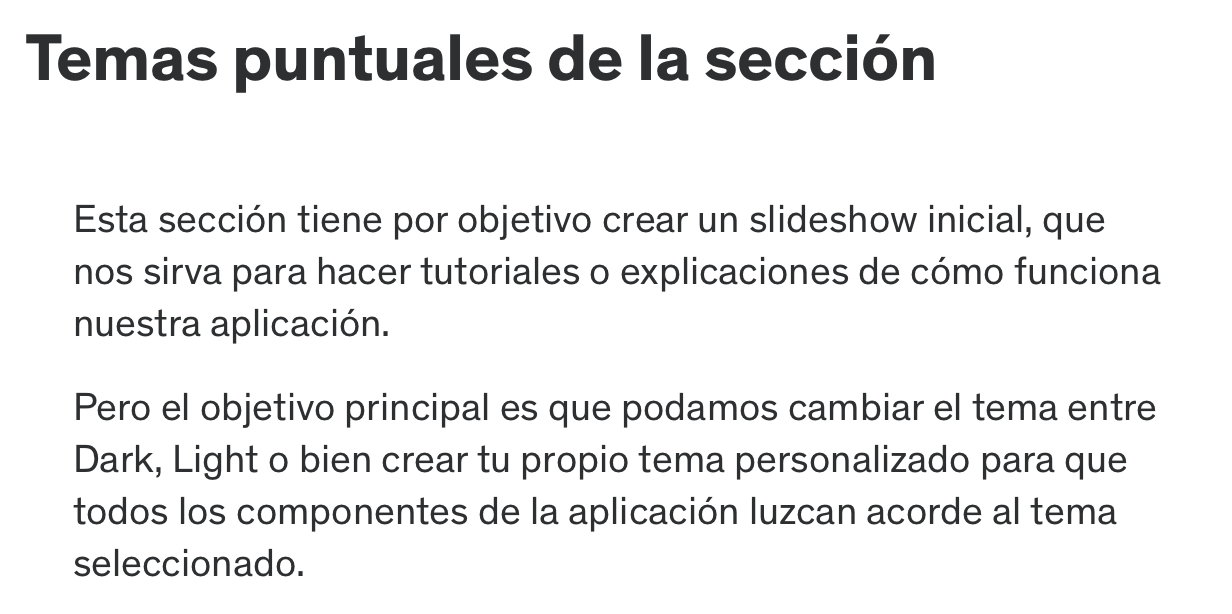 Temas puntuales de la sección
Esta sección tiene por objetivo crear un slideshow inicial, que
nos sirva para hacer tutoriales o explicaciones de cómo funciona
nuestra aplicación.
Pero el objetivo principal es que podamos cambiar el tema entre
Dark, Light o bien crear tu propio tema personalizado para que
todos los componentes de la aplicación luzcan acorde al tema
seleccionado.